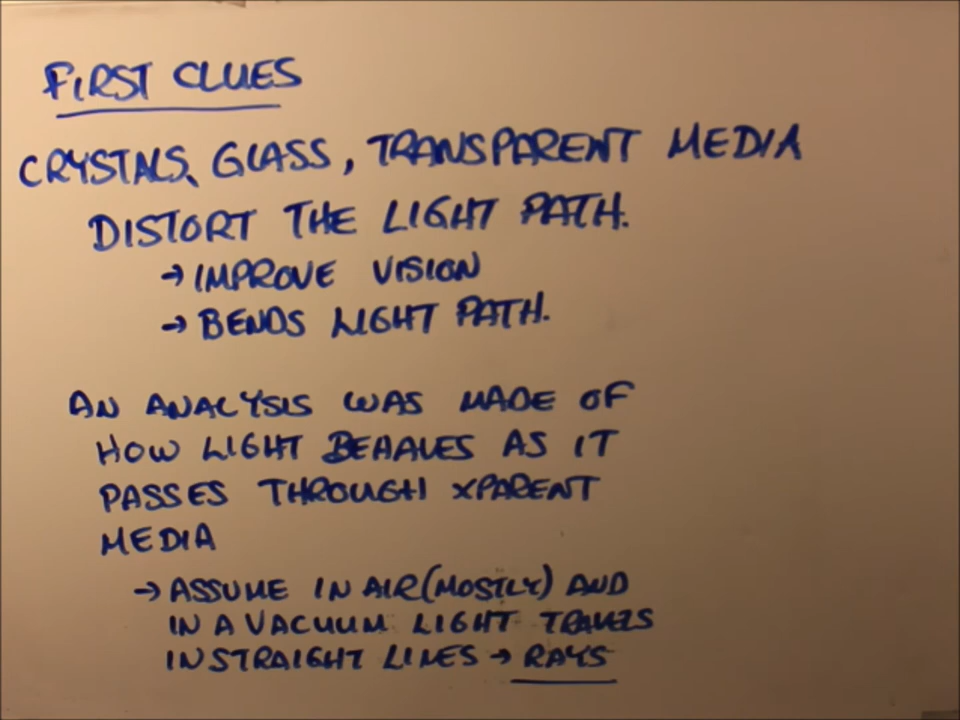 FIRST CLUES
CRYSTALS, GLASS, TRANSPARENT MEDIA
DISTORT THE LIGHT PATH.
→ IMPROVE VISION
→ BENDS LIGHT PATH.
AN ANALYSIS WAS MADE OF
HOW LIGHT BEHAVES AS IT
PASSES THROUGH XPARENT
MEDIA
→ ASSUME IN AIR (MOSTLY) AND
IN A VACUUM LIGHT TRAVELS
IN STRAIGHT LINES → RAYS